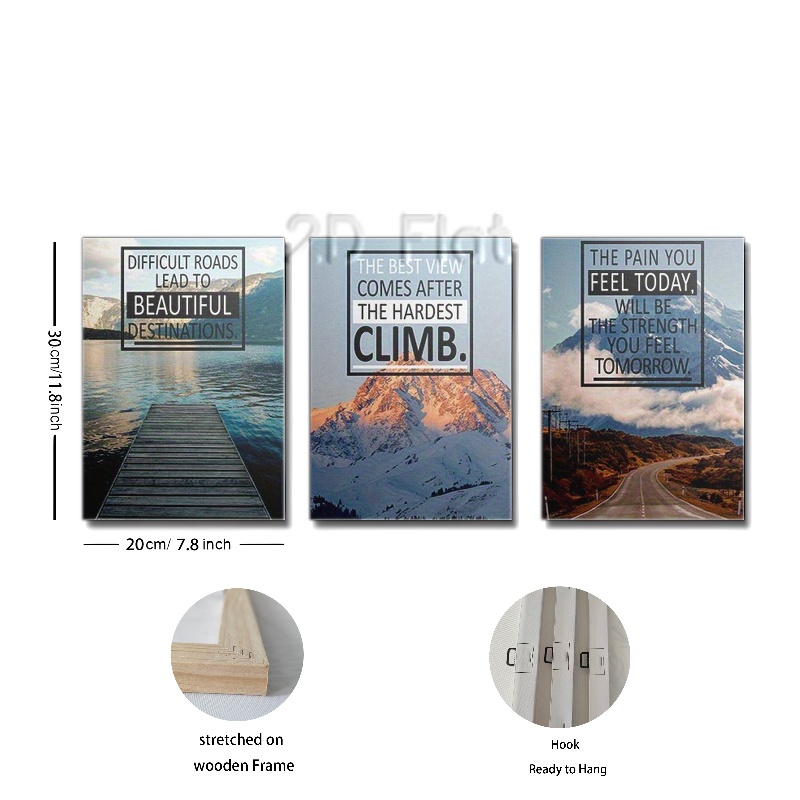 2D Flat
DIFFICULT ROADS
LEAD TO
BEAUTIFUL
DESTINATIONS.
THE BEST VIEW
COMES AFTER
THE HARDEST
CLIMB.
THE PAIN YOU
FEEL TODAY,
WILL BE
THE STRENGTH
YOU FEEL
TOMORROW.
30cm/11.8inch
20cm/ 7.8 inch
stretched on
wooden Frame
Hook
Ready to Hang